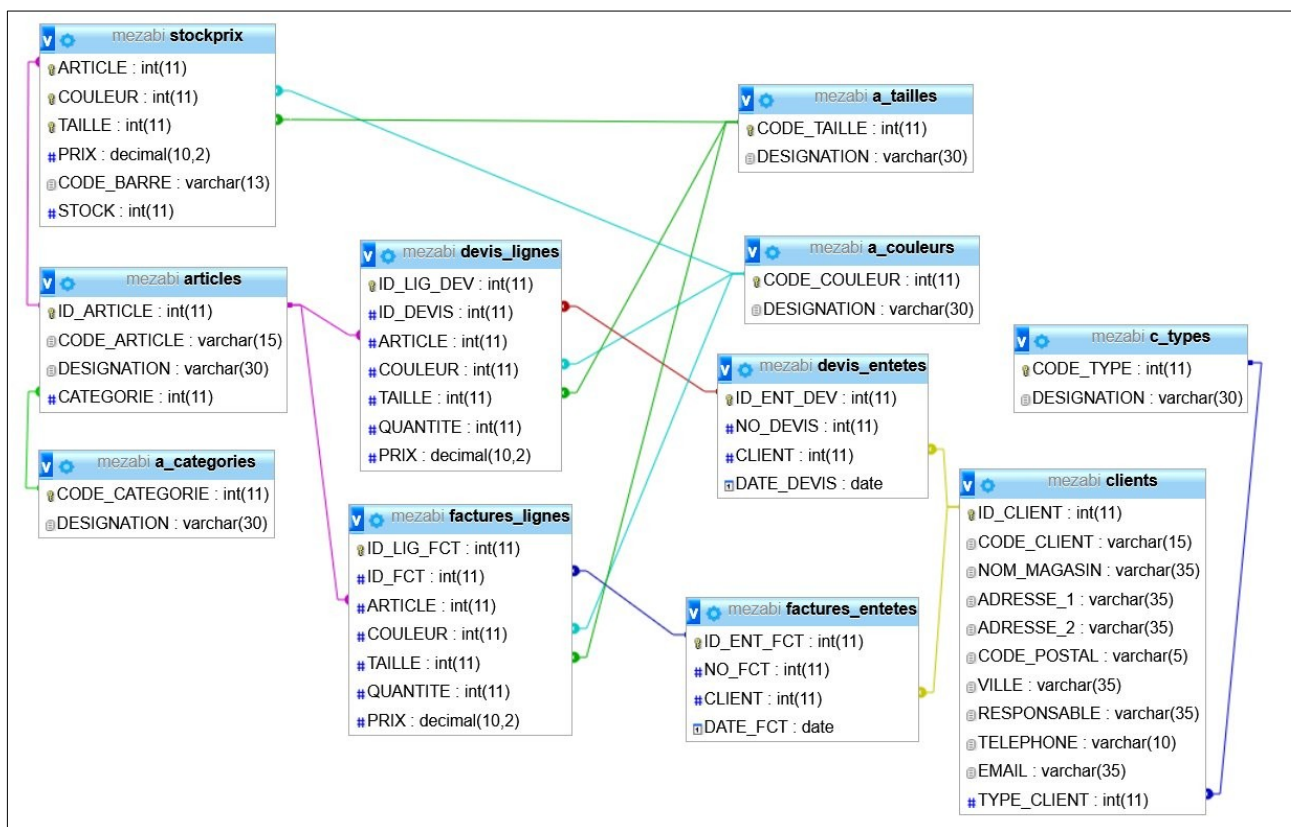 mezabi stockprix
ARTICLE : int(11)
COULEUR : int(11)
TAILLE : int(11)
PRIX : decimal(10,2)
CODE_BARRE : varchar(13)
STOCK : int(11)
mezabi articles
ID_ARTICLE : int(11)
CODE_ARTICLE : varchar(15)
DESIGNATION : varchar(30)
CATEGORIE : int(11)
mezabi a_categories
CODE_CATEGORIE : int(11)
DESIGNATION : varchar(30)
mezabi devis_lignes
ID_LIG_DEV : int(11)
ID_DEVIS : int(11)
ARTICLE : int(11)
COULEUR : int(11)
TAILLE : int(11)
QUANTITE : int(11)
PRIX : decimal(10,2)
mezabi factures_lignes
ID_LIG_FCT : int(11)
ID_FCT : int(11)
ARTICLE : int(11)
COULEUR : int(11)
TAILLE : int(11)
QUANTITE : int(11)
PRIX : decimal(10,2)
mezabi a_tailles
CODE_TAILLE : int(11)
DESIGNATION : varchar(30)
mezabi a_couleurs
CODE_COULEUR : int(11)
DESIGNATION : varchar(30)
mezabi devis_entetes
ID_ENT_DEV : int(11)
NO_DEVIS : int(11)
CLIENT : int(11)
DATE_DEVIS : date
mezabi factures_entetes
ID_ENT_FCT : int(11)
NO_FCT : int(11)
CLIENT : int(11)
DATE_FCT : date
mezabi c_types
CODE_TYPE : int(11)
DESIGNATION : varchar(30)
mezabi clients
ID_CLIENT : int(11)
CODE_CLIENT : varchar(15)
NOM_MAGASIN : varchar(35)
ADRESSE_1 : varchar(35)
ADRESSE_2 : varchar(35)
CODE_POSTAL : varchar(5)
VILLE : varchar(35)
RESPONSABLE : varchar(35)
TELEPHONE : varchar(10)
EMAIL : varchar(35)
TYPE_CLIENT : int(11)